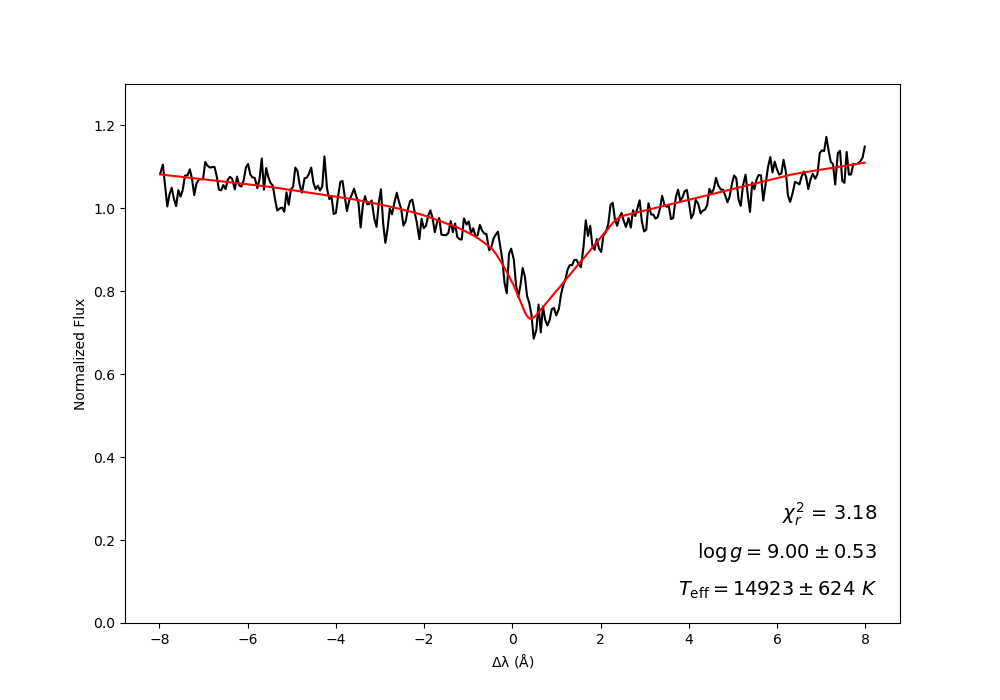 1.2
1.0
0.8
0.6
0.4
0.2
0.0
Normalized Flux
χ²ᵣ = 3.18
log g = 9.00 ± 0.53
T_eff = 14923 ± 624 K
−8 −6 −4 −2 0 2 4 6 8
Δλ (Å)